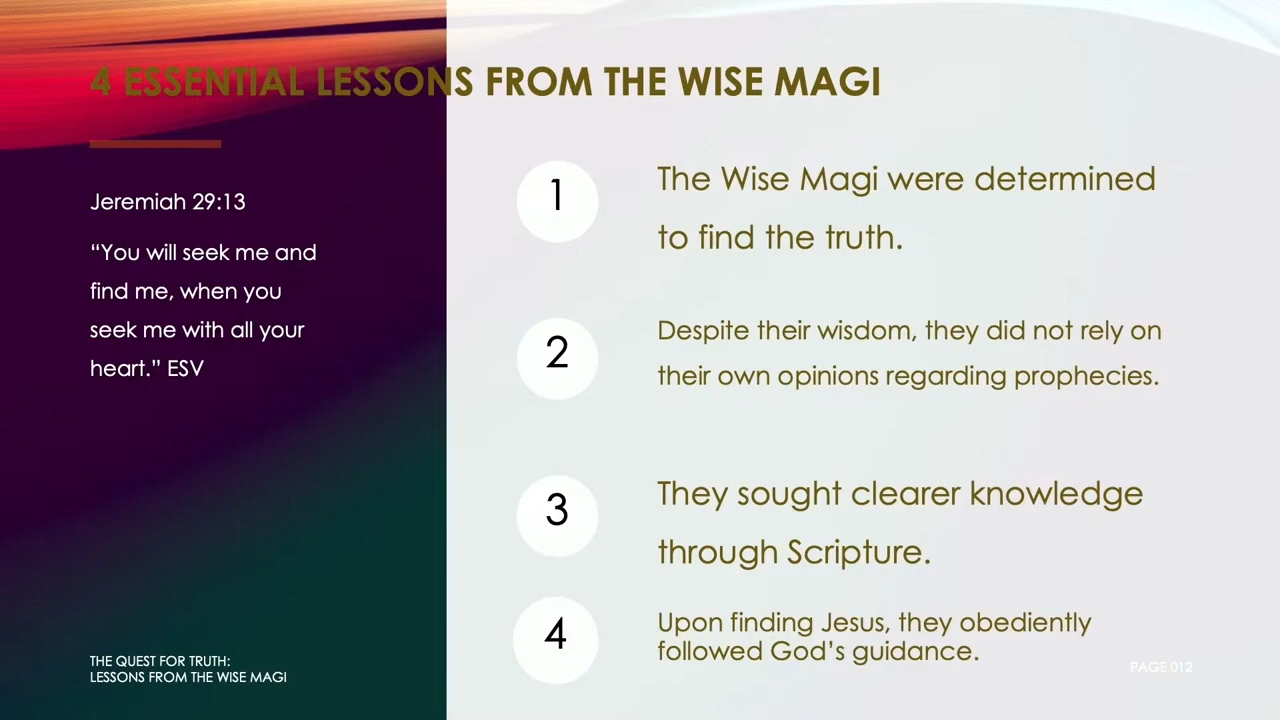 4 ESSENTIAL LESSONS FROM THE WISE MAGI
Jeremiah 29:13
“You will seek me and
find me, when you
seek me with all your
heart.” ESV
1
The Wise Magi were determined
to find the truth.
2
Despite their wisdom, they did not rely on
their own opinions regarding prophecies.
3
They sought clearer knowledge
through Scripture.
4
Upon finding Jesus, they obediently
followed God’s guidance.
THE QUEST FOR TRUTH:
LESSONS FROM THE WISE MAGI
PAGE 012